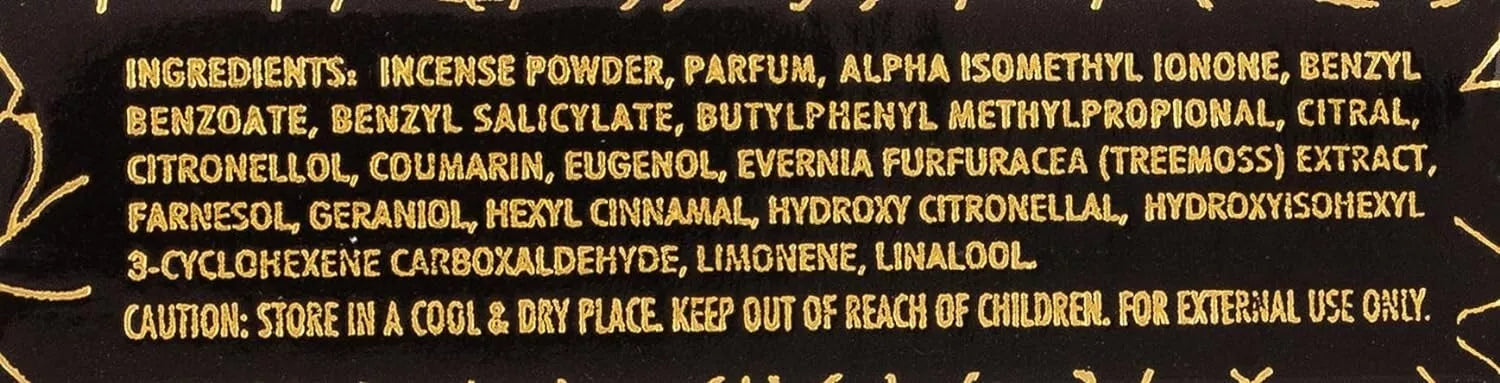 INGREDIENTS: INCENSE POWDER, PARFUM, ALPHA ISOMETHYL IONONE, BENZYL
BENZOATE, BENZYL SALICYLATE, BUTYLPHENYL METHYLPROPIONAL, CITRAL,
CITRONELLOL, COUMARIN, EUGENOL, EVERNIA FURFURACEA (TREEMOSS) EXTRACT,
FARNESOL, GERANIOL, HEXYL CINNAMAL, HYDROXY CITRONELLAL, HYDROXYISOHEXYL
3-CYCLOHEXENE CARBOXALDEHYDE, LIMONENE, LINALOOL.
CAUTION: STORE IN A COOL & DRY PLACE. KEEP OUT OF REACH OF CHILDREN. FOR EXTERNAL USE ONLY.